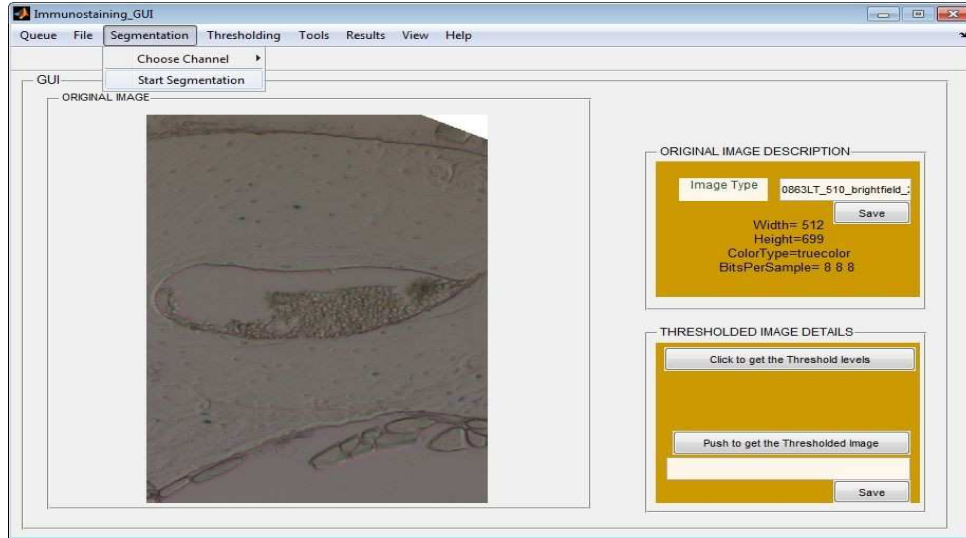 Immunostaining_GUI
Queue File Segmentation Thresholding Tools Results View Help
Choose Channel
Start Segmentation
GUI
ORIGINAL IMAGE
ORIGINAL IMAGE DESCRIPTION
Image Type 0863LT_510_brightfield_
Save
Width= 512
Height=699
ColorType=truecolor
BitsPerSample= 8 8 8
THRESHOLDED IMAGE DETAILS
Click to get the Threshold levels
Push to get the Thresholded Image
Save